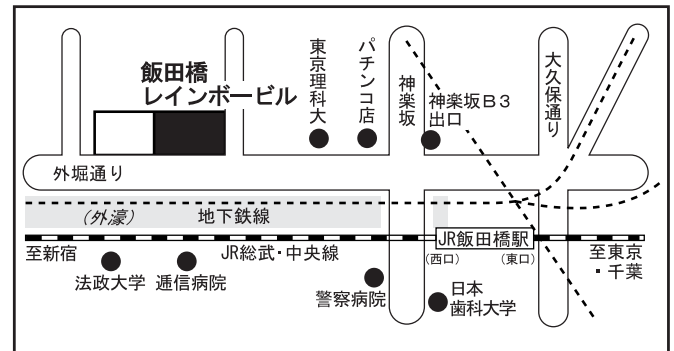 飯田橋
レインボービル
東京理科大
パチンコ店
神楽坂
神楽坂B3
出口
大久保通り
外堀通り
(外濠)
地下鉄線
JR飯田橋駅
至新宿
JR総武・中央線
(西口)
(東口)
至東京
・千葉
法政大学
逓信病院
警察病院
日本
歯科大学